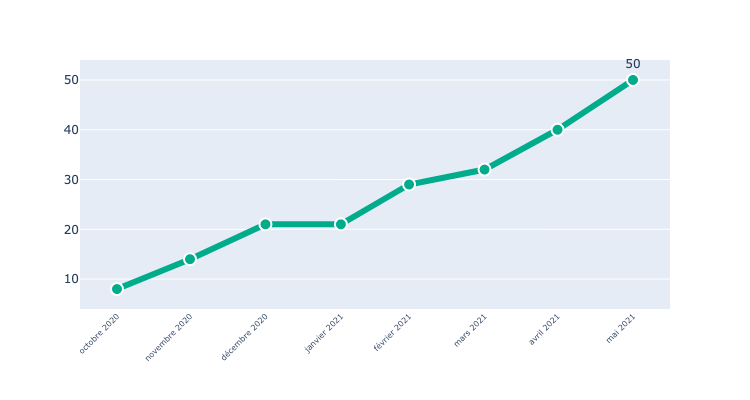 50
50
40
30
20
10
octobre 2020
novembre 2020
décembre 2020
janvier 2021
février 2021
mars 2021
avril 2021
mai 2021